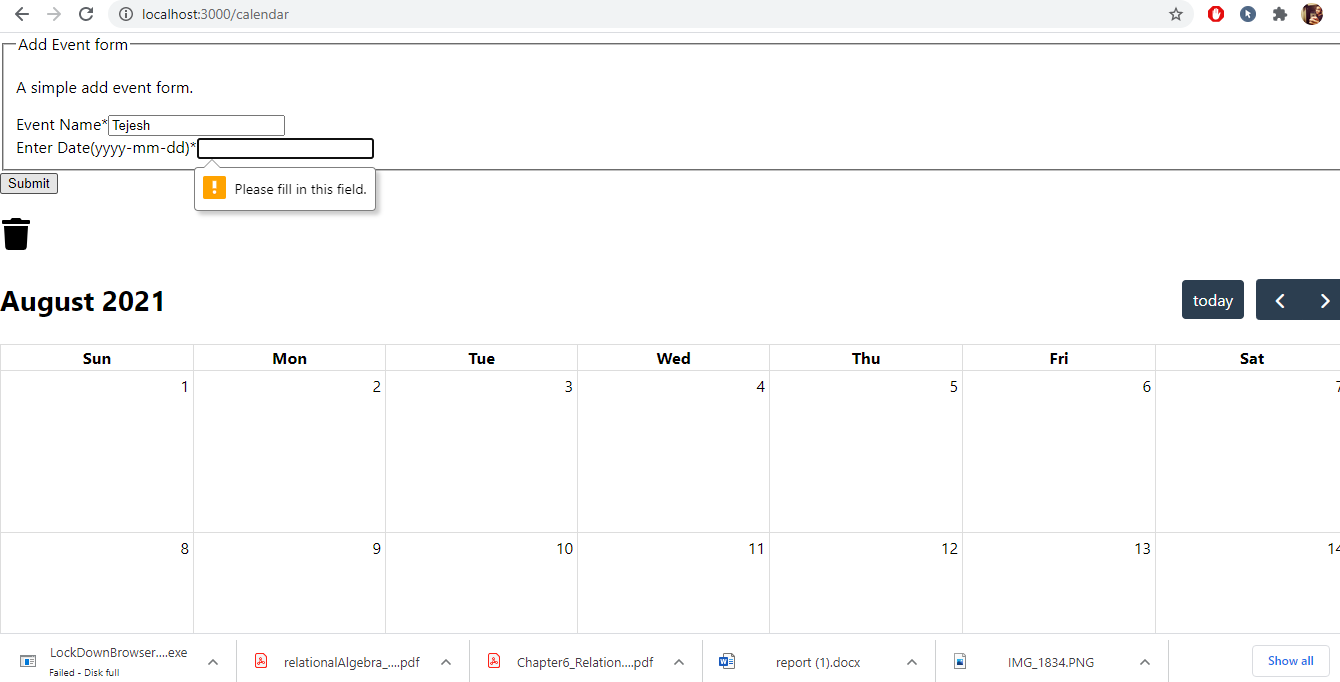 localhost:3000/calendar
Add Event form
A simple add event form.
Event Name* Tejesh
Enter Date(yyyy-mm-dd)*
Please fill in this field.
Submit
August 2021
today
Sun Mon Tue Wed Thu Fri Sat
1 2 3 4 5 6 7
8 9 10 11 12 13 14
LockDownBrowser....exe
Failed - Disk full
relationalAlgebra_....pdf
Chapter6_Relation....pdf
report (1).docx
IMG_1834.PNG
Show all